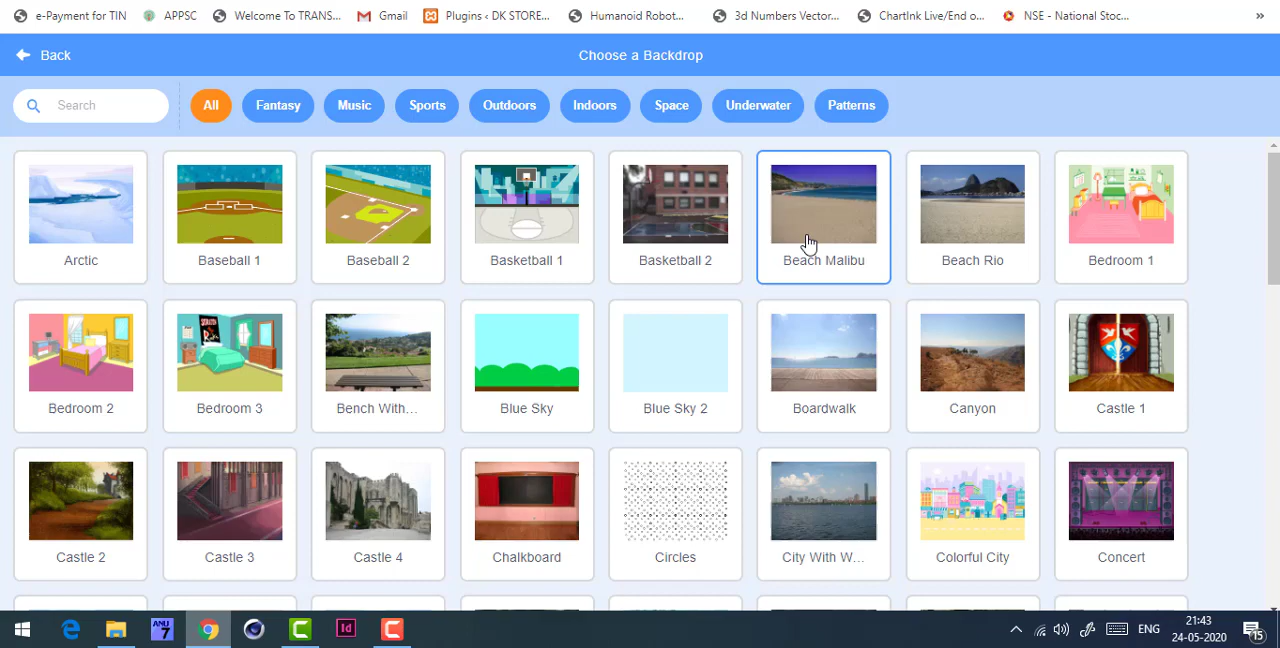 e-Payment for TIN APPSC Welcome To TRANS... Gmail Plugins ‹ DK STORE... Humanoid Robot... 3d Numbers Vector... ChartInk Live/End o... NSE - National Stoc... »
Back Choose a Backdrop
Search All Fantasy Music Sports Outdoors Indoors Space Underwater Patterns
Arctic Baseball 1 Baseball 2 Basketball 1 Basketball 2 Beach Malibu Beach Rio Bedroom 1
Bedroom 2 Bedroom 3 Bench With... Blue Sky Blue Sky 2 Boardwalk Canyon Castle 1
Castle 2 Castle 3 Castle 4 Chalkboard Circles City With W... Colorful City Concert
ANU 7 Id ENG 21:43
24-05-2020 15